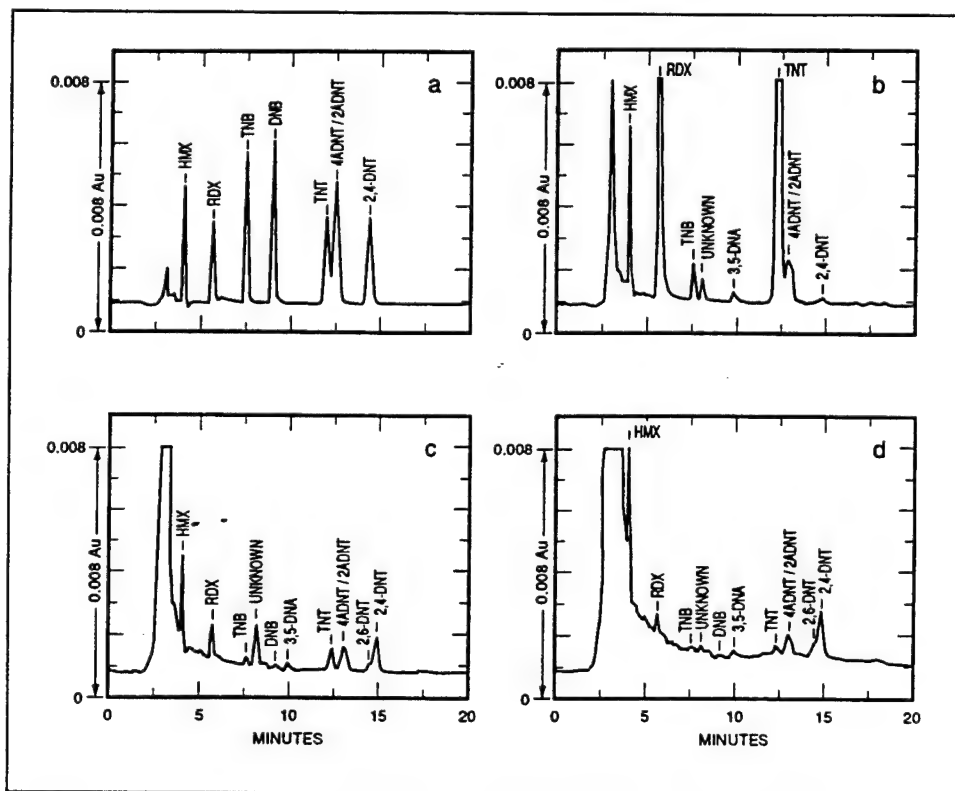 a
0.008
0.008 Au
0
HMX
RDX
TNB
DNB
TNT
4ADNT / 2ADNT
2,4-DNT
b
0.008
0.008 Au
0
HMX
RDX
TNB
UNKNOWN
3,5-DNA
TNT
4ADNT / 2ADNT
2,4-DNT
c
0.008
0.008 Au
0
HMX
RDX
TNB
UNKNOWN
DNB
3,5-DNA
TNT
4ADNT / 2ADNT
2,6-DNT
2,4-DNT
0 5 10 15 20
MINUTES
d
0.008
0.008 Au
0
HMX
RDX
TNB
UNKNOWN
DNB
3,5-DNA
TNT
4ADNT / 2ADNT
2,6-DNT
2,4-DNT
0 5 10 15 20
MINUTES